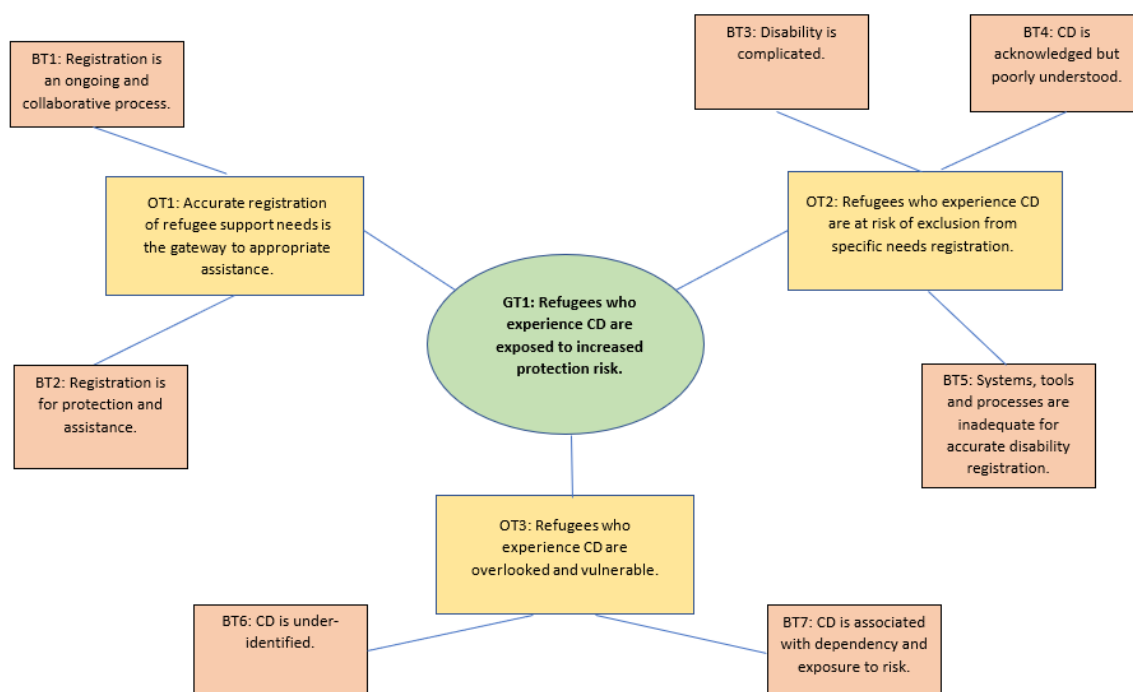 BT1: Registration is
an ongoing and
collaborative process.
BT3: Disability is
complicated.
BT4: CD is
acknowledged but
poorly understood.
OT1: Accurate registration
of refugee support needs is
the gateway to appropriate
assistance.
OT2: Refugees who experience CD
are at risk of exclusion from
specific needs registration.
GT1: Refugees who
experience CD are
exposed to increased
protection risk.
BT2: Registration is
for protection and
assistance.
BT5: Systems, tools
and processes are
inadequate for
accurate disability
registration.
OT3: Refugees who
experience CD are
overlooked and vulnerable.
BT6: CD is under-
identified.
BT7: CD is associated
with dependency and
exposure to risk.